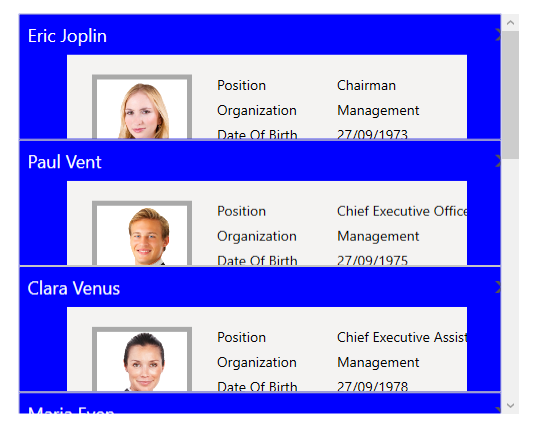 Eric Joplin
Position Chairman
Organization Management
Date Of Birth 27/09/1973
Paul Vent
Position Chief Executive Office
Organization Management
Date Of Birth 27/09/1975
Clara Venus
Position Chief Executive Assist
Organization Management
Date Of Birth 27/09/1978
Maria Even